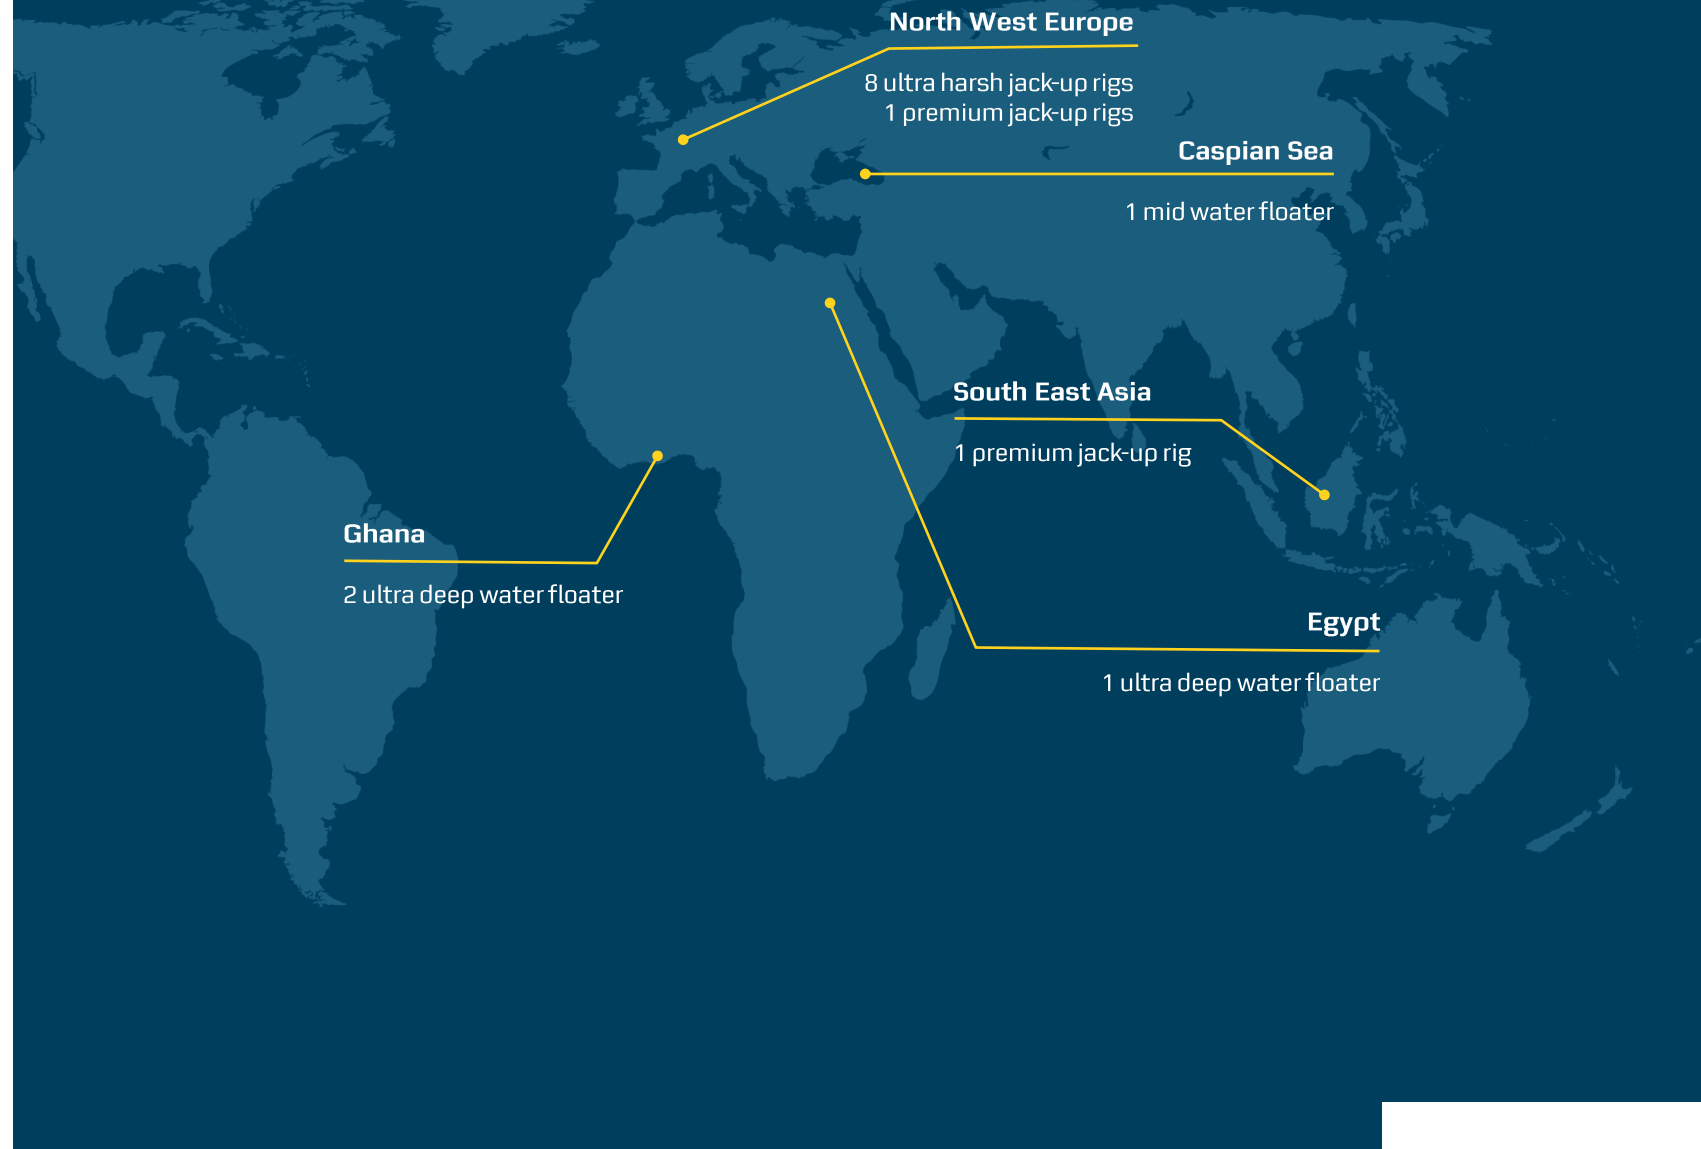 North West Europe
8 ultra harsh jack-up rigs
1 premium jack-up rigs
Caspian Sea
1 mid water floater
South East Asia
1 premium jack-up rig
Ghana
2 ultra deep water floater
Egypt
1 ultra deep water floater